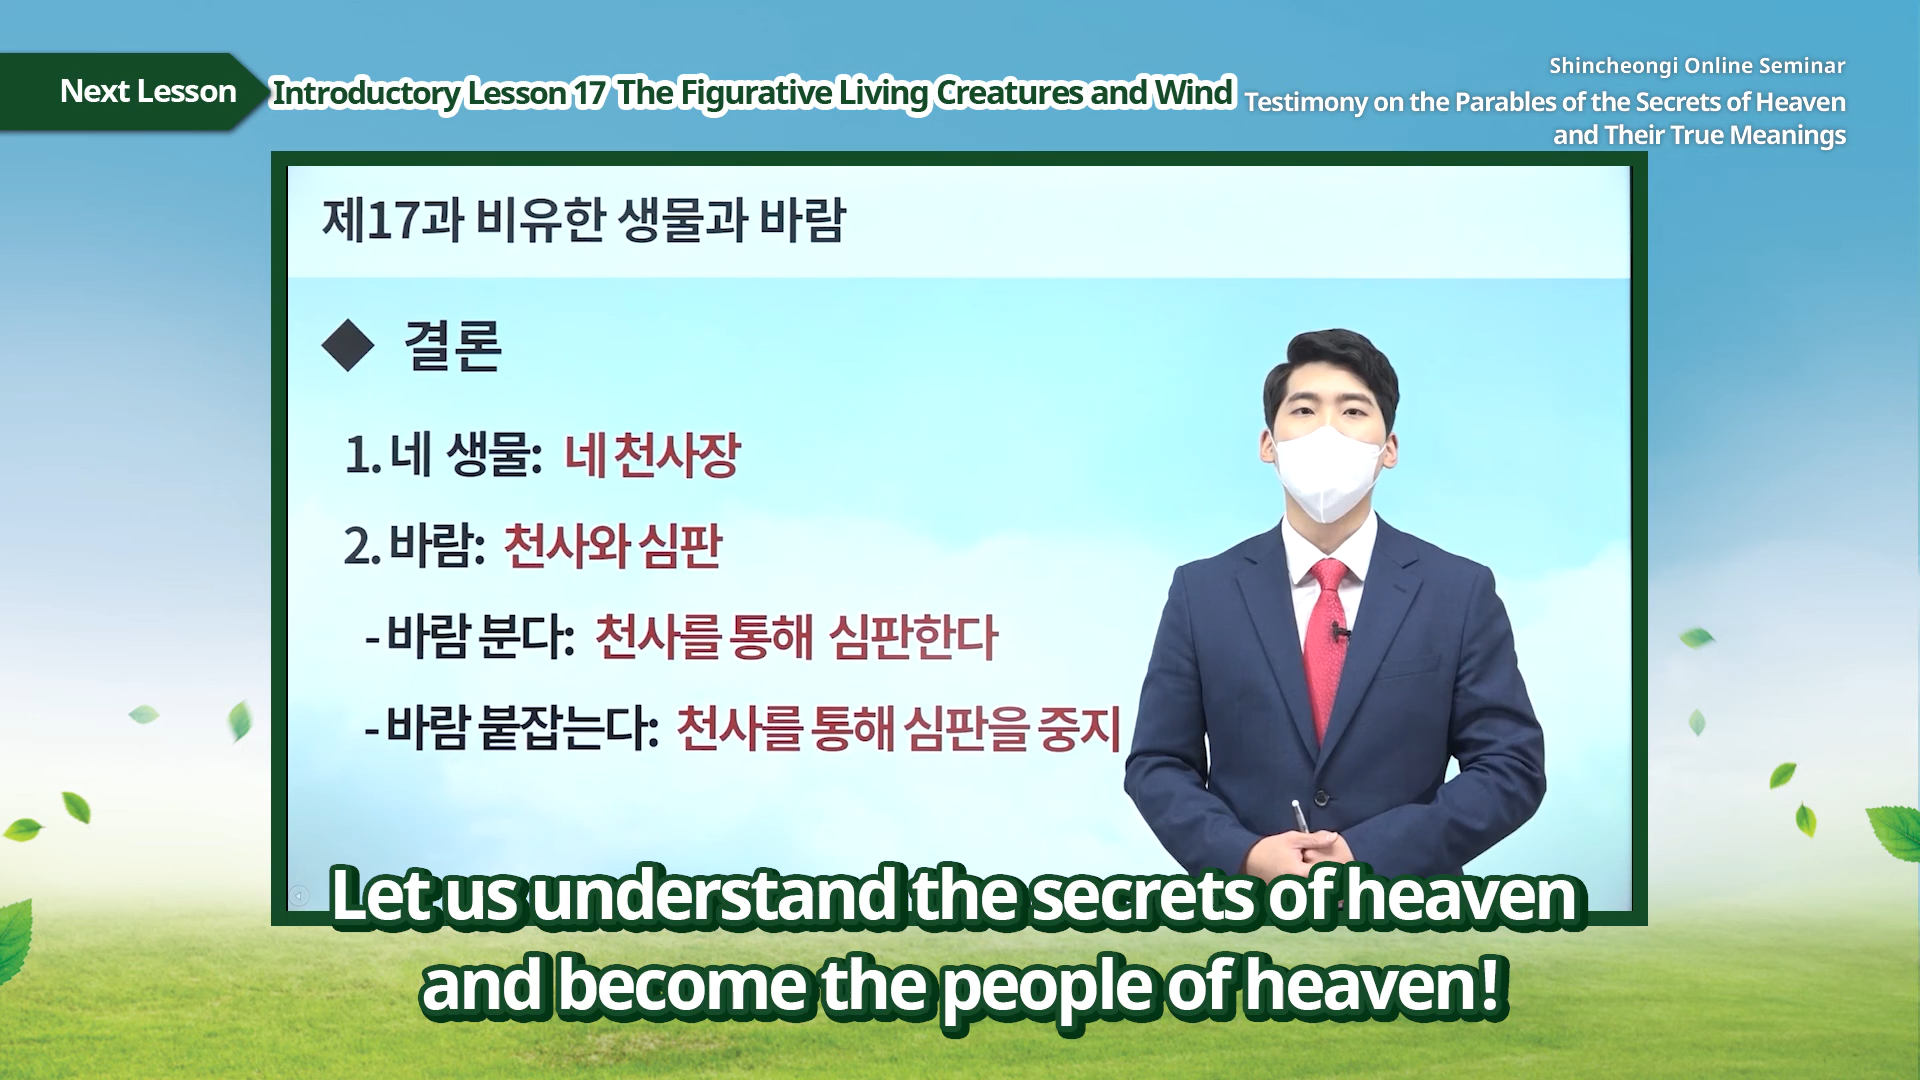 Shincheongi Online Seminar
Next Lesson
Introductory Lesson 17 The Figurative Living Creatures and Wind
Testimony on the Parables of the Secrets of Heaven
and Their True Meanings
제17과 비유한 생물과 바람
◆ 결론
1. 네 생물: 네 천사장
2. 바람: 천사와 심판
- 바람 분다: 천사를 통해 심판한다
- 바람 붙잡는다: 천사를 통해 심판을 중지
Let us understand the secrets of heaven
and become the people of heaven!